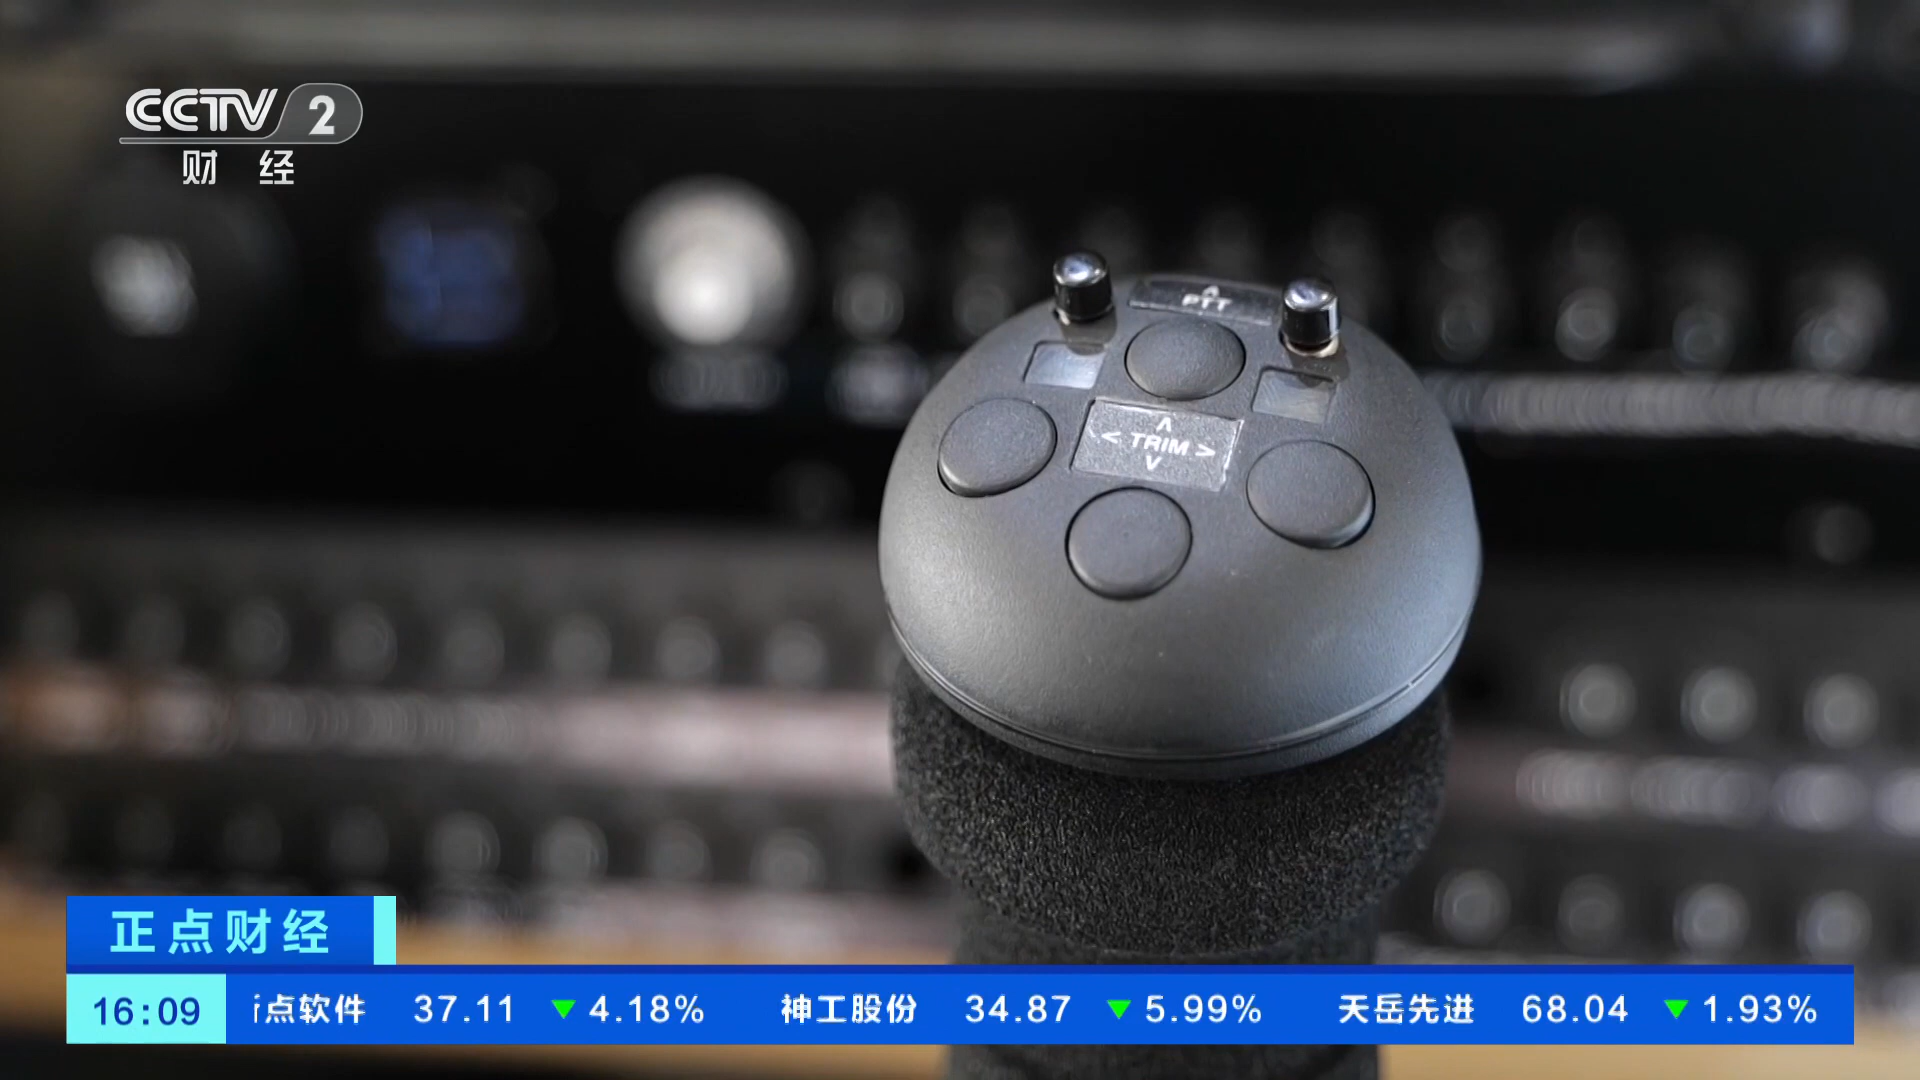 CCTV 2
财 经
^
PTT
^
< TRIM >
v
正点财经
16:09 点软件 37.11 ▼ 4.18% 神工股份 34.87 ▼ 5.99% 天岳先进 68.04 ▼ 1.93%